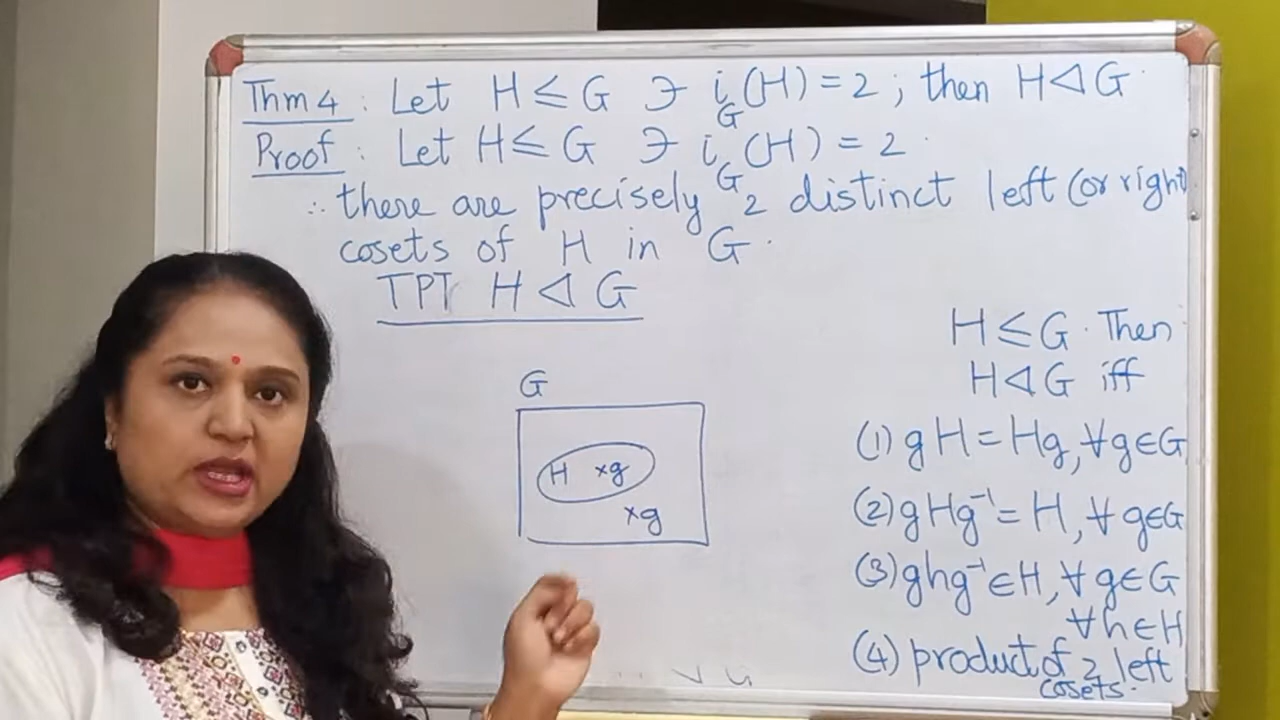 Thm 4 : Let H ≤ G ∋ i_G(H) = 2 ; then H ⊲ G.
Proof : Let H ≤ G ∋ i_G(H) = 2.
∴ there are precisely 2 distinct left (or right)
cosets of H in G.
TPT H ⊲ G
H ≤ G. Then
H ⊲ G iff
(1) gH = Hg, ∀ g ∈ G
(2) gHg⁻¹ = H, ∀ g ∈ G
(3) ghg⁻¹ ∈ H, ∀ g ∈ G
∀ h ∈ H
(4) product of 2 left
cosets.
G
H ×g
×g